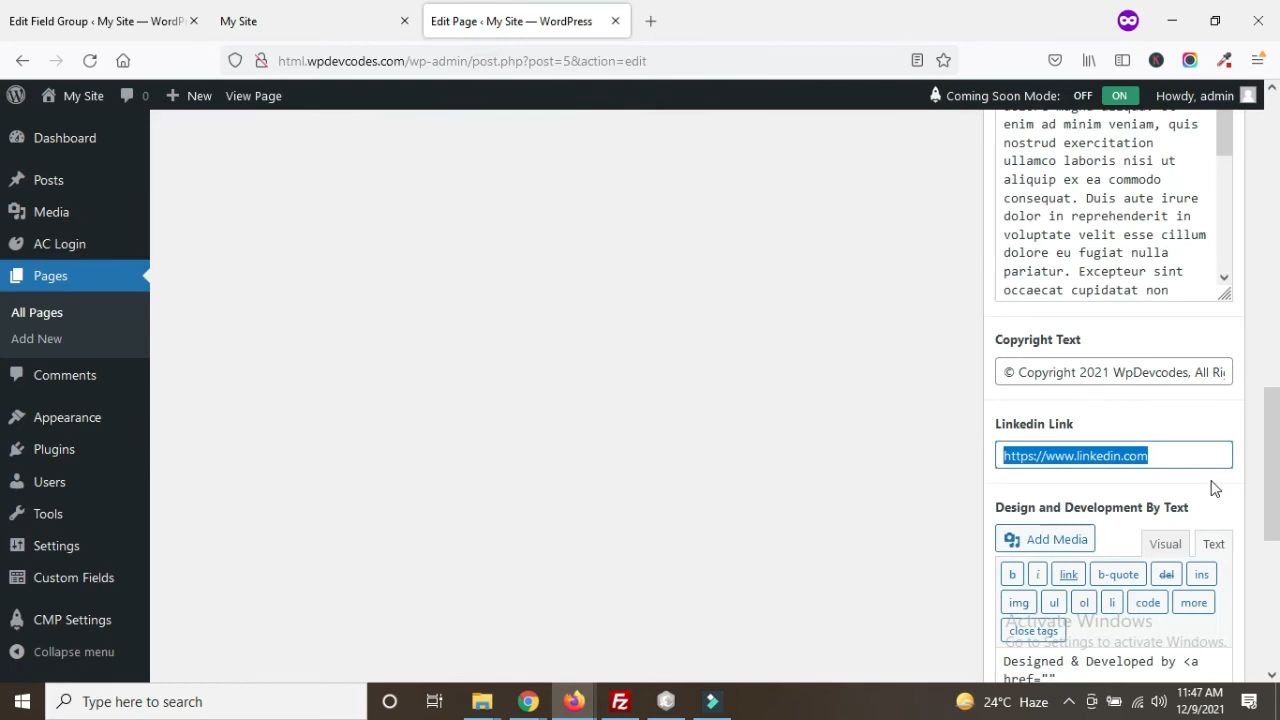 Edit Field Group ‹ My Site — WordPr
My Site
Edit Page ‹ My Site — WordPress
html.wpdevcodes.com/wp-admin/post.php?post=5&action=edit
My Site
0
New
View Page
Coming Soon Mode:
OFF
ON
Howdy, admin
Dashboard
Posts
Media
AC Login
Pages
All Pages
Add New
Comments
Appearance
Plugins
Users
Tools
Settings
Custom Fields
CMP Settings
Collapse menu
enim ad minim veniam, quis
nostrud exercitation
ullamco laboris nisi ut
aliquip ex ea commodo
consequat. Duis aute irure
dolor in reprehenderit in
voluptate velit esse cillum
dolore eu fugiat nulla
pariatur. Excepteur sint
occaecat cupidatat non
Copyright Text
© Copyright 2021 WpDevcodes, All Ri
Linkedin Link
https://www.linkedin.com
Design and Development By Text
Add Media
Visual
Text
b
i
link
b-quote
del
ins
img
ul
ol
li
code
more
close tags
Activate Windows
Go to Settings to activate Windows.
Designed & Developed by <a
href=""
Type here to search
24°C Haze
11:47 AM
12/9/2021